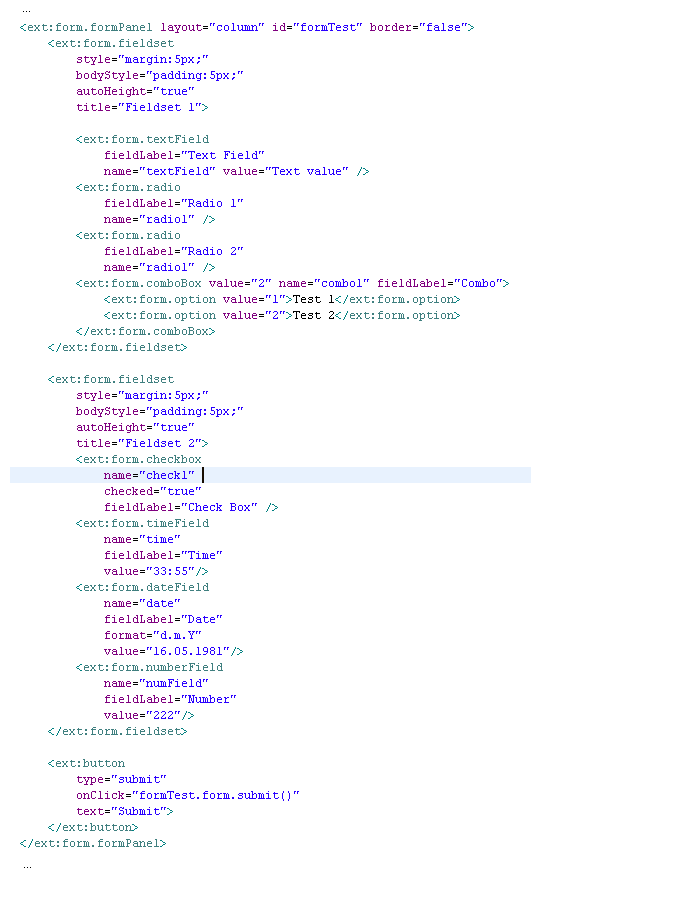 ...
<ext:form.formPanel layout="column" id="formTest" border="false">
<ext:form.fieldset
style="margin:5px;"
bodyStyle="padding:5px;"
autoHeight="true"
title="Fieldset 1">
<ext:form.textField
fieldLabel="Text Field"
name="textField" value="Text value" />
<ext:form.radio
fieldLabel="Radio 1"
name="radio1" />
<ext:form.radio
fieldLabel="Radio 2"
name="radio1" />
<ext:form.comboBox value="2" name="combo1" fieldLabel="Combo">
<ext:form.option value="1">Test 1</ext:form.option>
<ext:form.option value="2">Test 2</ext:form.option>
</ext:form.comboBox>
</ext:form.fieldset>
<ext:form.fieldset
style="margin:5px;"
bodyStyle="padding:5px;"
autoHeight="true"
title="Fieldset 2">
<ext:form.checkbox
name="check1"
checked="true"
fieldLabel="Check Box" />
<ext:form.timeField
name="time"
fieldLabel="Time"
value="33:55"/>
<ext:form.dateField
name="date"
fieldLabel="Date"
format="d.m.Y"
value="16.05.1981"/>
<ext:form.numberField
name="numField"
fieldLabel="Number"
value="222"/>
</ext:form.fieldset>
<ext:button
type="submit"
onClick="formTest.form.submit()"
text="Submit">
</ext:button>
</ext:form.formPanel>
...